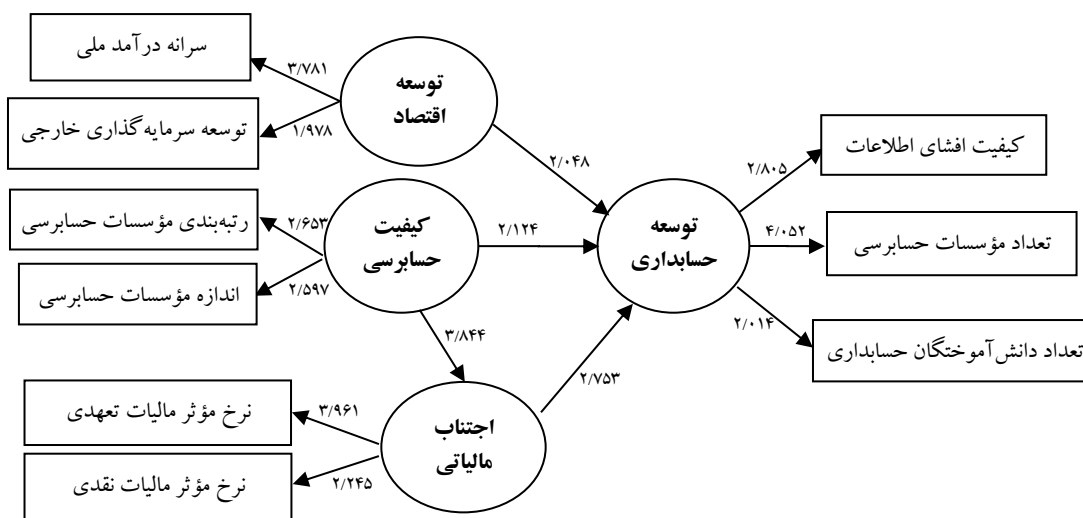 سرانه درآمد ملی
۳/۷۸۱
توسعه
اقتصاد
توسعه سرمایه‌گذاری خارجی
۱/۹۷۸
۲/۰۴۸
کیفیت افشای اطلاعات
۲/۸۰۵
رتبه‌بندی مؤسسات حسابرسی
۲/۶۵۳
کیفیت
حسابرسی
۲/۱۲۴
توسعه
حسابداری
۴/۰۵۲
تعداد مؤسسات حسابرسی
اندازه مؤسسات حسابرسی
۲/۵۹۷
۲/۰۱۴
تعداد دانش‌آموختگان حسابداری
۳/۸۴۴
۲/۷۵۳
نرخ مؤثر مالیات تعهدی
۳/۹۶۱
اجتناب
مالیاتی
نرخ مؤثر مالیات نقدی
۲/۲۴۵